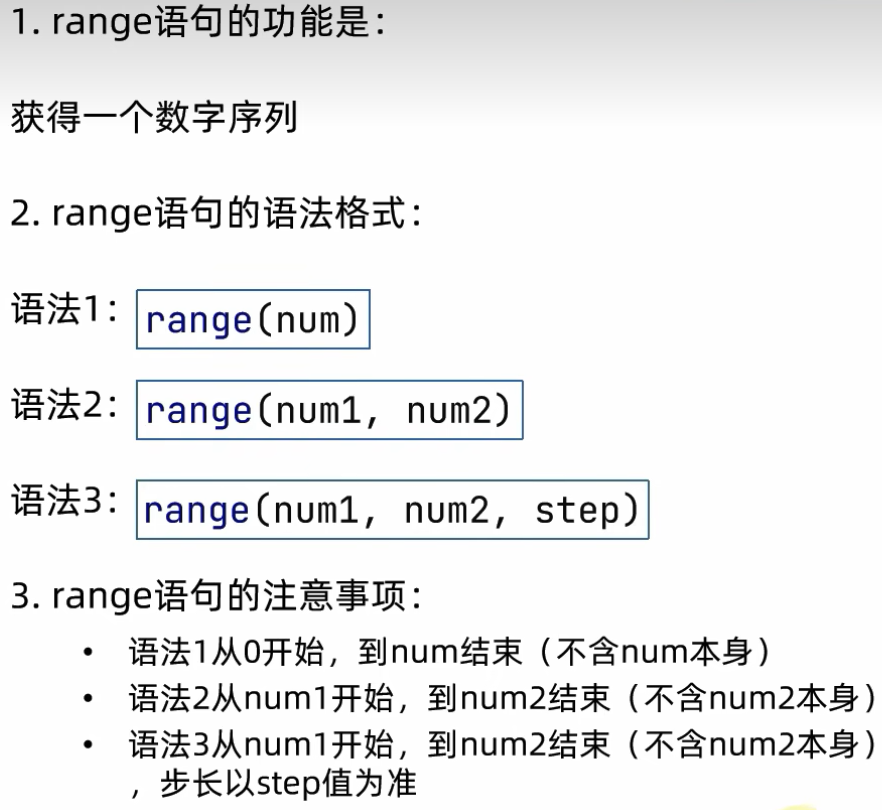 1. range语句的功能是：
获得一个数字序列
2. range语句的语法格式：
语法1：range(num)
语法2：range(num1, num2)
语法3：range(num1, num2, step)
3. range语句的注意事项：
• 语法1从0开始，到num结束（不含num本身）
• 语法2从num1开始，到num2结束（不含num2本身）
• 语法3从num1开始，到num2结束（不含num2本身）
，步长以step值为准